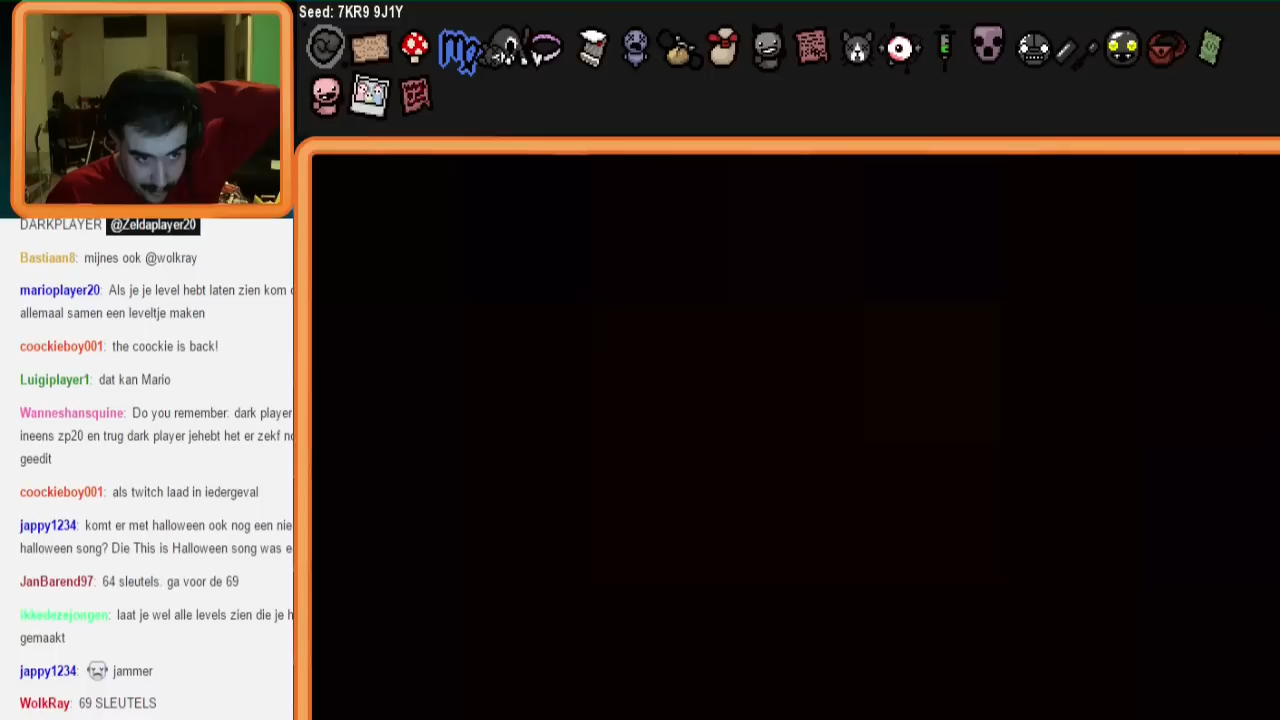 Seed: 7KR9 9J1Y
DARKPLAYER @Zeldaplayer20
Bastiaan8: mijnes ook @wolkray
marioplayer20: Als je je level hebt laten zien kom
allemaal samen een leveltje maken
coockieboy001: the coockie is back!
Luigiplayer1: dat kan Mario
Wanneshansquine: Do you remember: dark player
ineens zp20 en trug dark player jehebt het er zekf
geedit
coockieboy001: als twitch laad in iedergeval
jappy1234: komt er met halloween ook nog een nie
halloween song? Die This is Halloween song was e
JanBarend97: 64 sleutels. ga voor de 69
ikkedezejongen: laat je wel alle levels zien die je h
gemaakt
jappy1234: jammer
WolkRay: 69 SLEUTELS